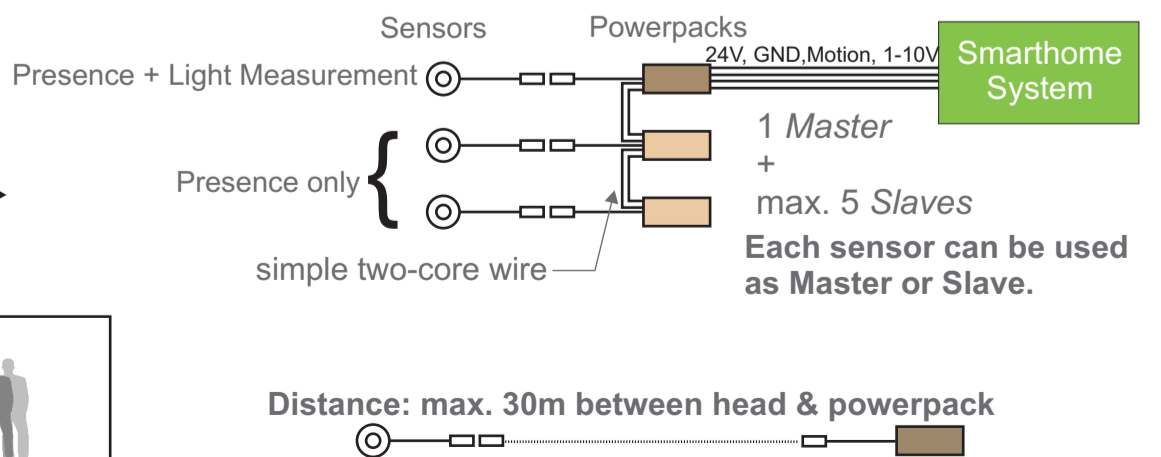 Sensors
Powerpacks
24V, GND,Motion, 1-10V
Smarthome
System
Presence + Light Measurement
1 Master
+
max. 5 Slaves
Presence only
Each sensor can be used
as Master or Slave.
simple two-core wire
Distance: max. 30m between head & powerpack